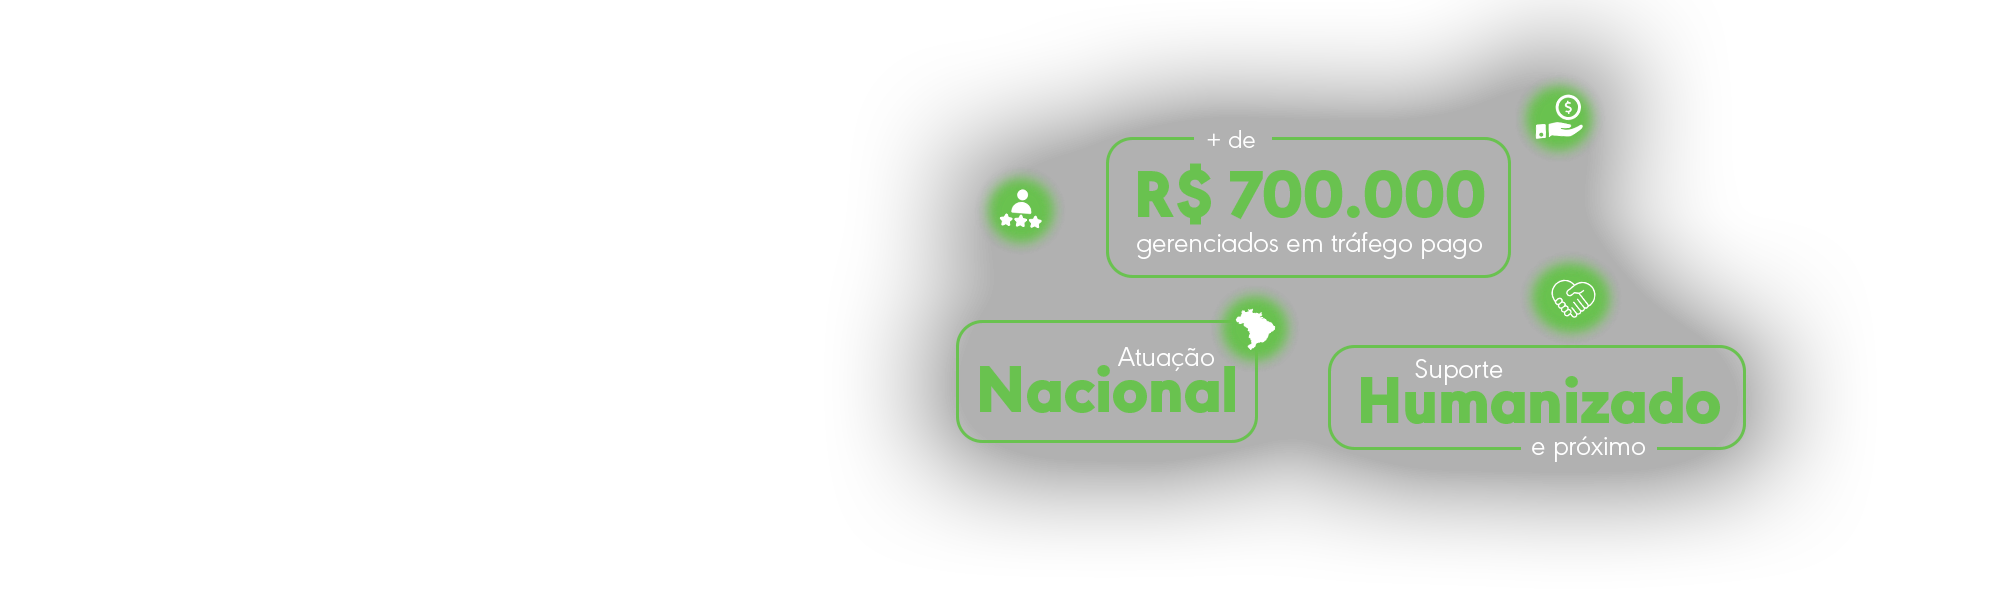 + de
R$ 700.000
gerenciados em tráfego pago
Atuação
Nacional
Suporte
Humanizado
e próximo